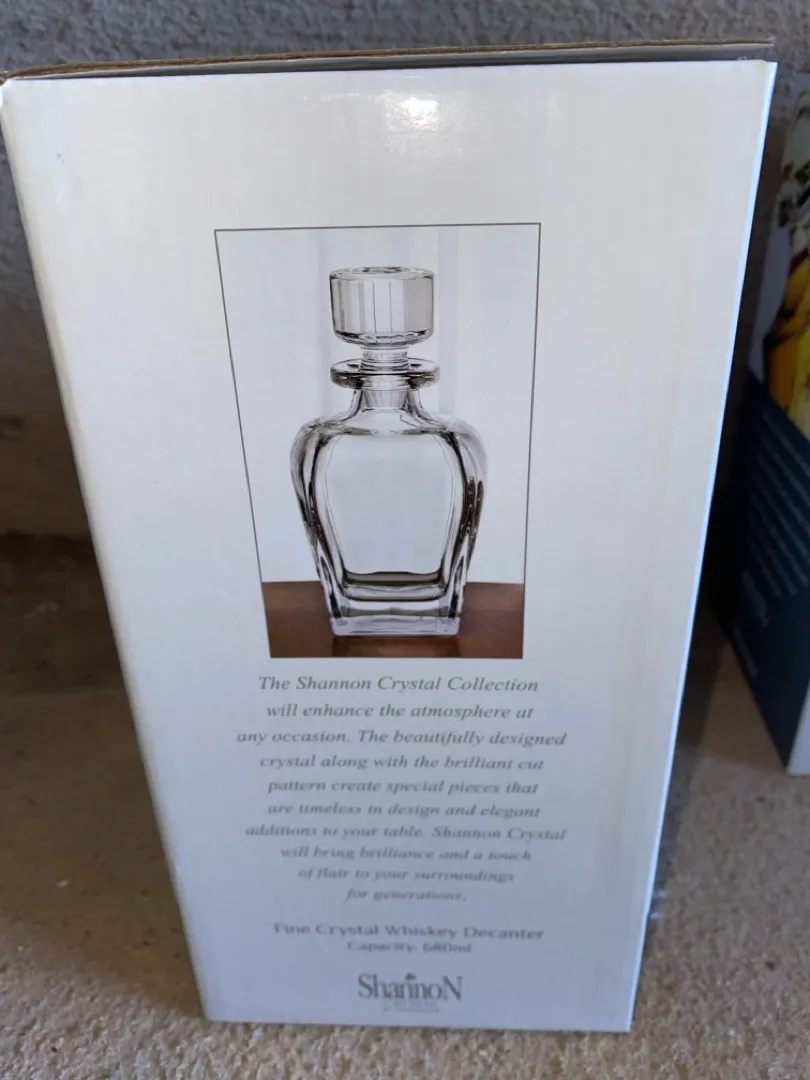 The Shannon Crystal Collection
will enhance the atmosphere at
any occasion. The beautifully designed
crystal along with the brilliant cut
pattern create special pieces that
are timeless in design and elegant
additions to your table. Shannon Crystal
will bring brilliance and a touch
of flair to your surroundings
for generations.
Fine Crystal Whiskey Decanter
Capacity: 680ml
ShannoN